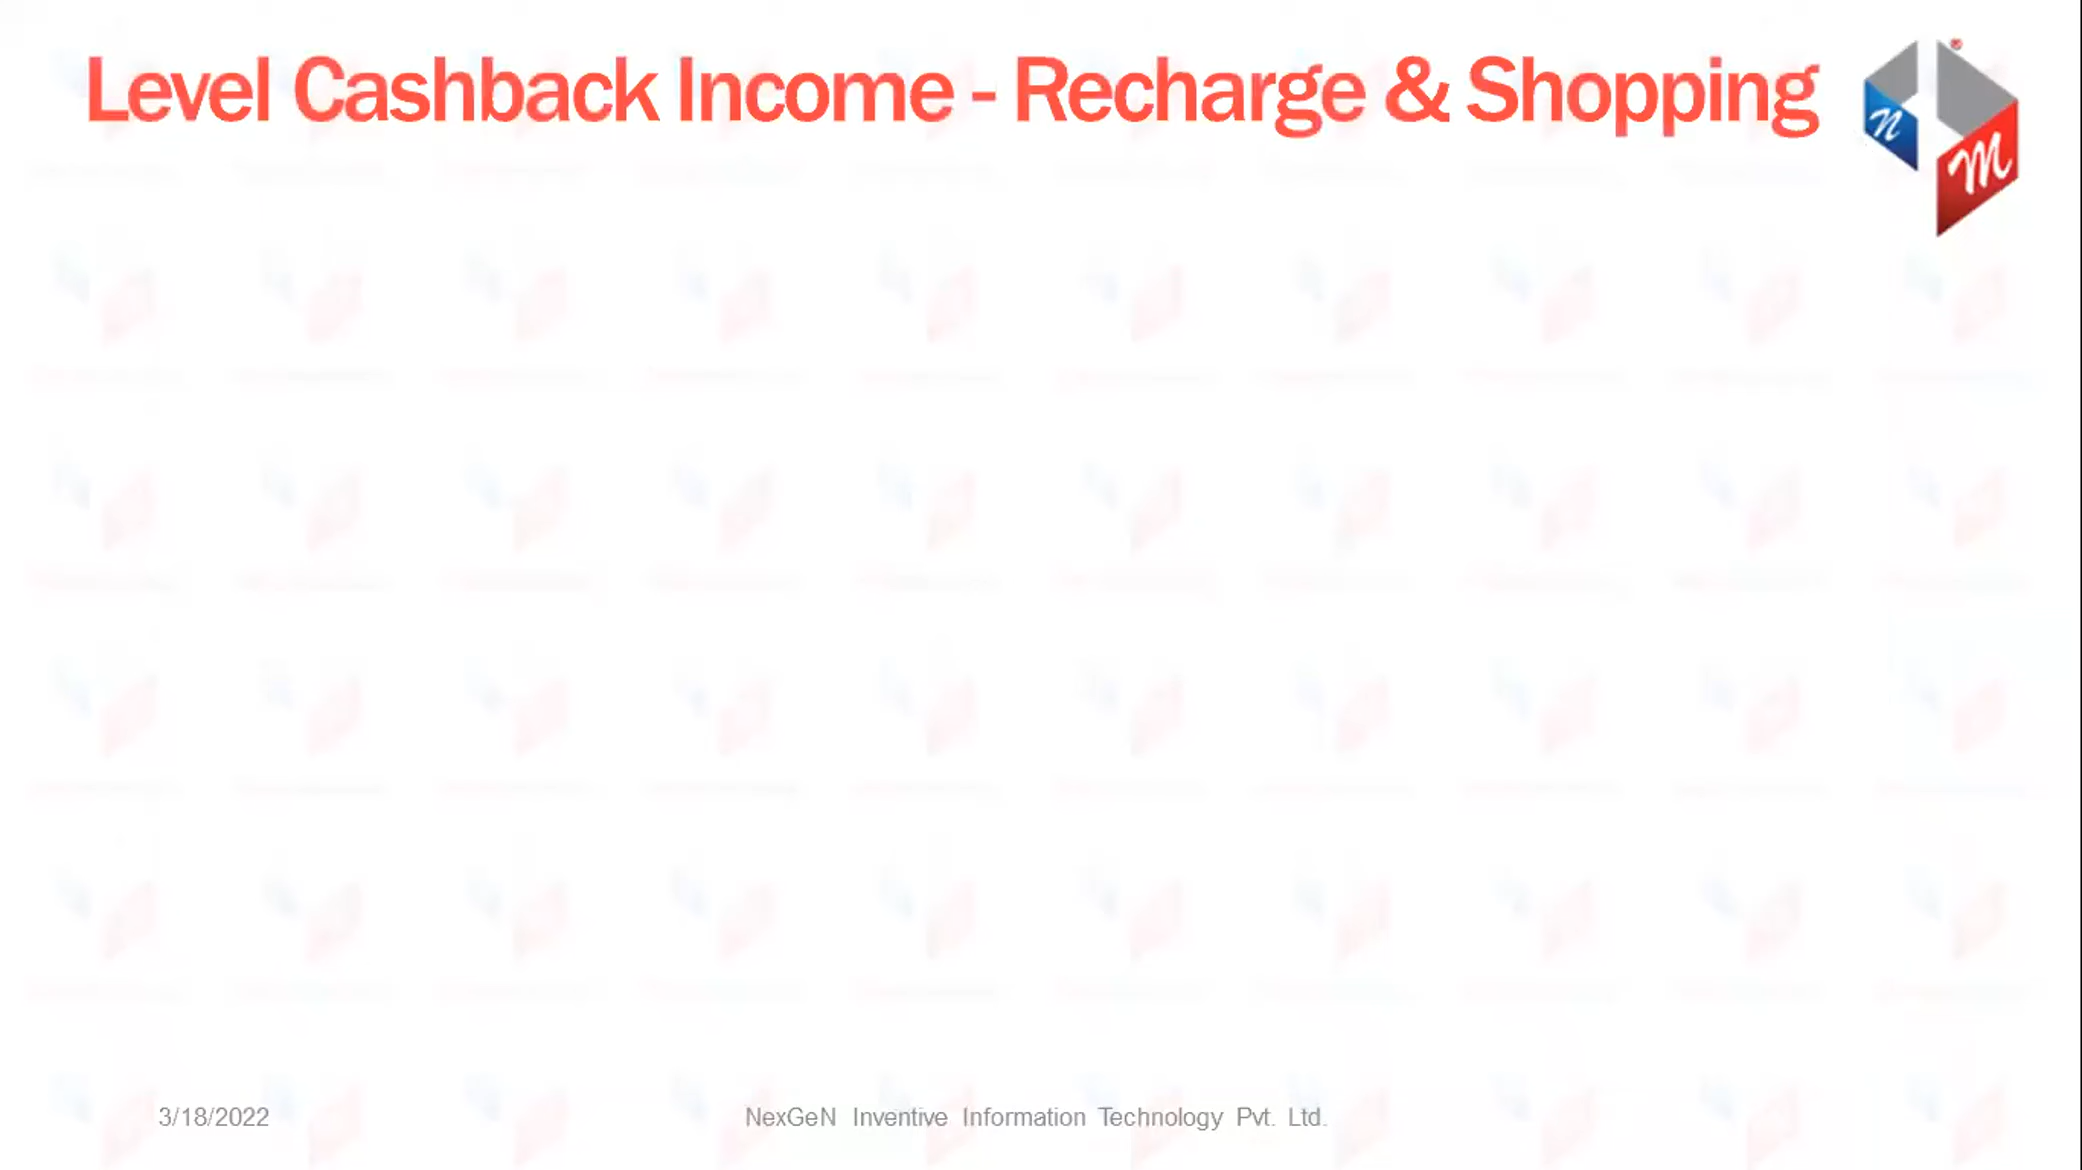 Level Cashback Income - Recharge & Shopping
n
m
®
3/18/2022
NexGeN Inventive Information Technology Pvt. Ltd.